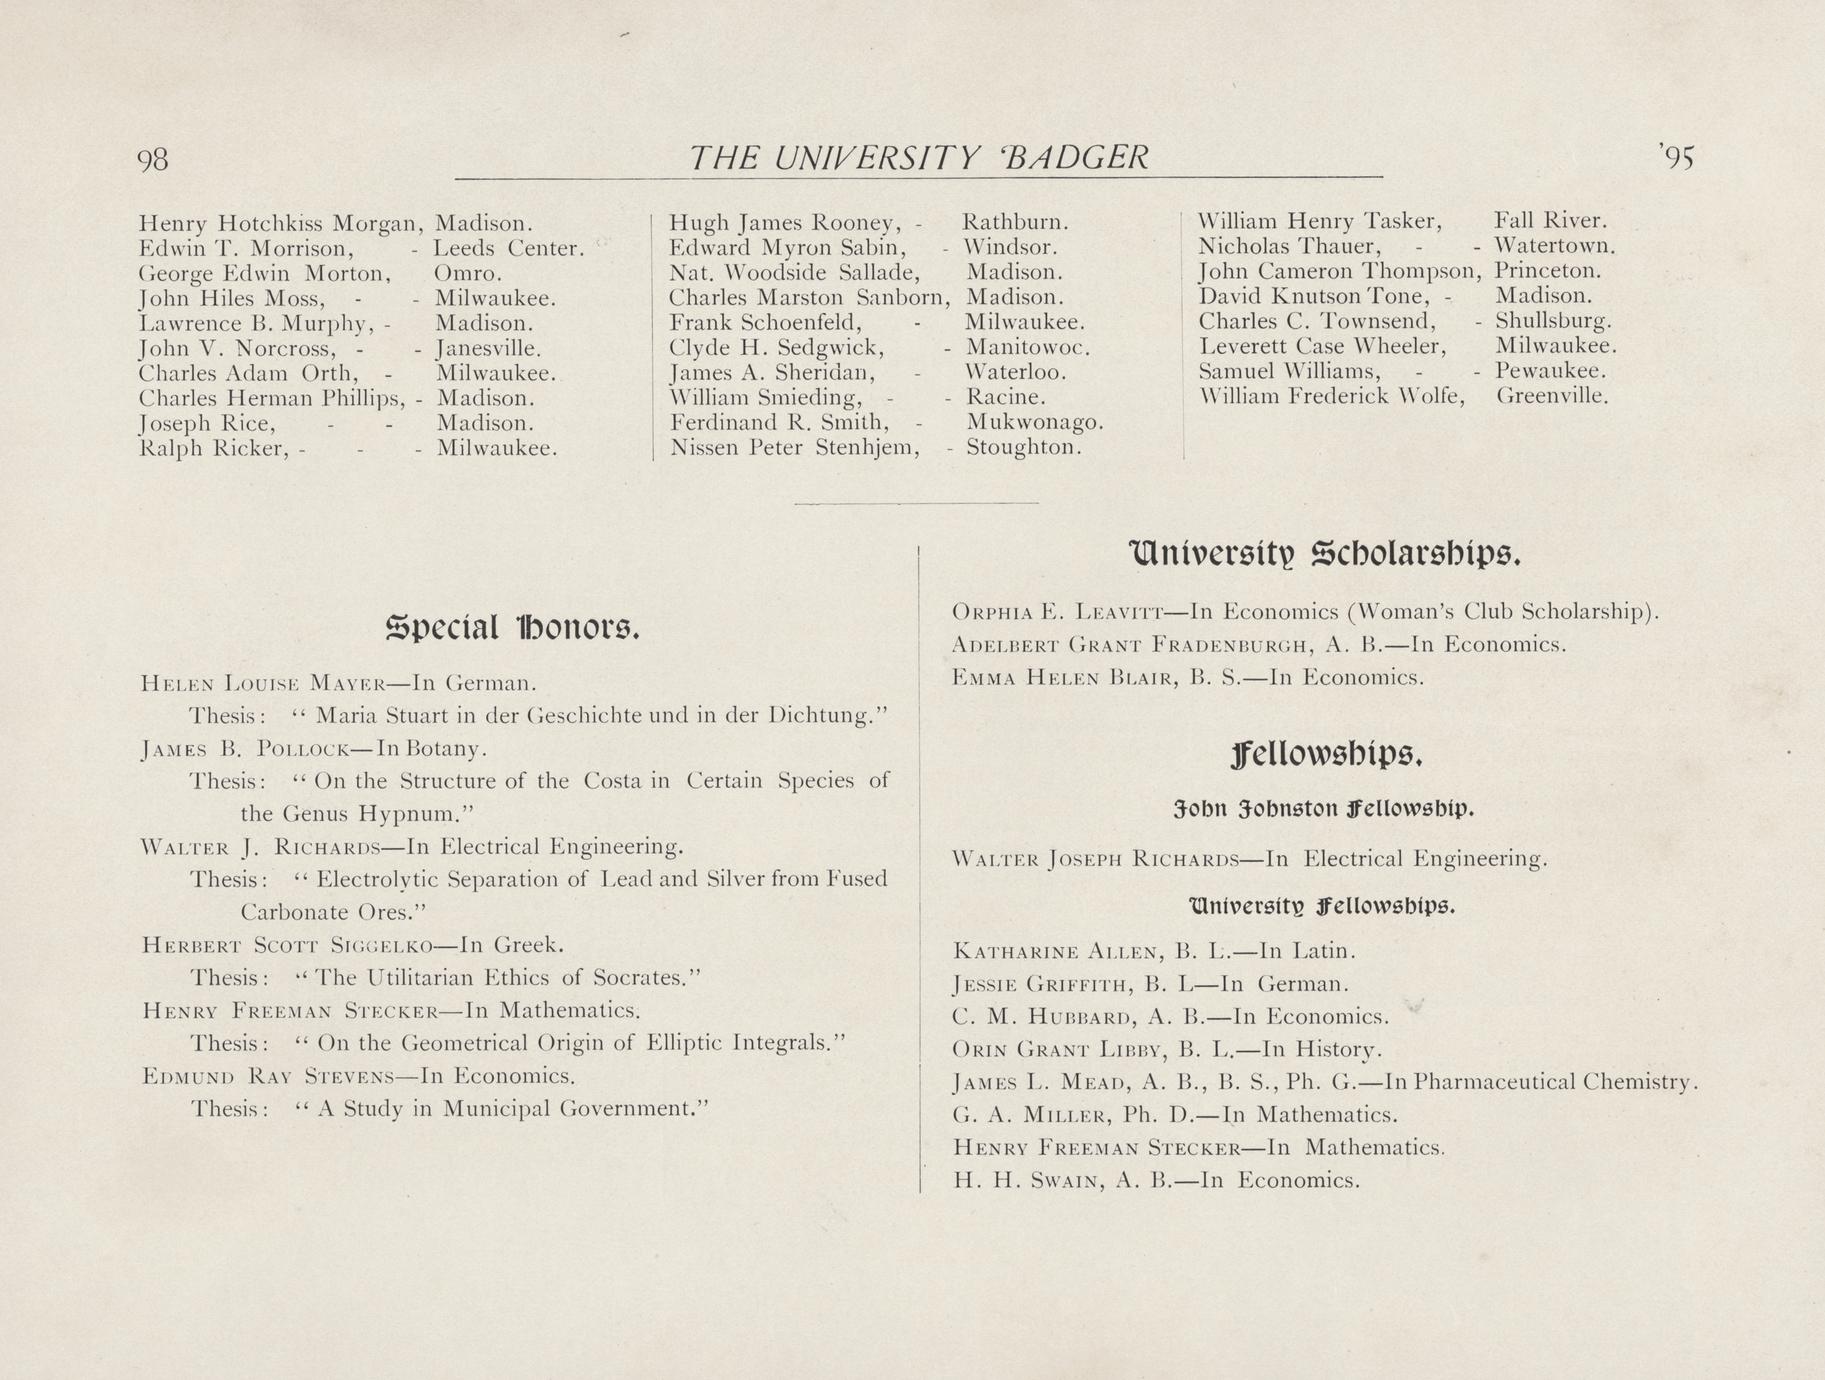 98
THE UNIVERSITY BADGER
'95
Henry Hotchkiss Morgan, Madison.
Edwin T. Morrison, - Leeds Center.
George Edwin Morton, Omro.
John Hiles Moss, - - Milwaukee.
Lawrence B. Murphy, - Madison.
John V. Norcross, - - Janesville.
Charles Adam Orth, - Milwaukee.
Charles Herman Phillips, - Madison.
Joseph Rice, - - Madison.
Ralph Ricker, - - - Milwaukee.
Hugh James Rooney, - Rathburn.
Edward Myron Sabin, - Windsor.
Nat. Woodside Sallade, Madison.
Charles Marston Sanborn, Madison.
Frank Schoenfeld, - Milwaukee.
Clyde H. Sedgwick, - Manitowoc.
James A. Sheridan, - Waterloo.
William Smieding, - - Racine.
Ferdinand R. Smith, - Mukwonago.
Nissen Peter Stenhjem, - Stoughton.
William Henry Tasker, Fall River.
Nicholas Thauer, - - Watertown.
John Cameron Thompson, Princeton.
David Knutson Tone, - Madison.
Charles C. Townsend, - Shullsburg.
Leverett Case Wheeler, Milwaukee.
Samuel Williams, - - Pewaukee.
William Frederick Wolfe, Greenville.
Special Honors.
HELEN LOUISE MAYER—In German.
Thesis: “Maria Stuart in der Geschichte und in der Dichtung.”
JAMES B. POLLOCK—In Botany.
Thesis: “On the Structure of the Costa in Certain Species of
the Genus Hypnum.”
WALTER J. RICHARDS—In Electrical Engineering.
Thesis: “Electrolytic Separation of Lead and Silver from Fused
Carbonate Ores.”
HERBERT SCOTT SIGGELKO—In Greek.
Thesis: “The Utilitarian Ethics of Socrates.”
HENRY FREEMAN STECKER—In Mathematics.
Thesis: “On the Geometrical Origin of Elliptic Integrals.”
EDMUND RAY STEVENS—In Economics.
Thesis: “A Study in Municipal Government.”
University Scholarships.
ORPHIA E. LEAVITT—In Economics (Woman's Club Scholarship).
ADELBERT GRANT FRADENBURGH, A. B.—In Economics.
EMMA HELEN BLAIR, B. S.—In Economics.
Fellowships.
John Johnston Fellowship.
WALTER JOSEPH RICHARDS—In Electrical Engineering.
University Fellowships.
KATHARINE ALLEN, B. L.—In Latin.
JESSIE GRIFFITH, B. L—In German.
C. M. HUBBARD, A. B.—In Economics.
ORIN GRANT LIBBY, B. L.—In History.
JAMES L. MEAD, A. B., B. S., Ph. G.—In Pharmaceutical Chemistry.
G. A. MILLER, Ph. D.—In Mathematics.
HENRY FREEMAN STECKER—In Mathematics.
H. H. SWAIN, A. B.—In Economics.